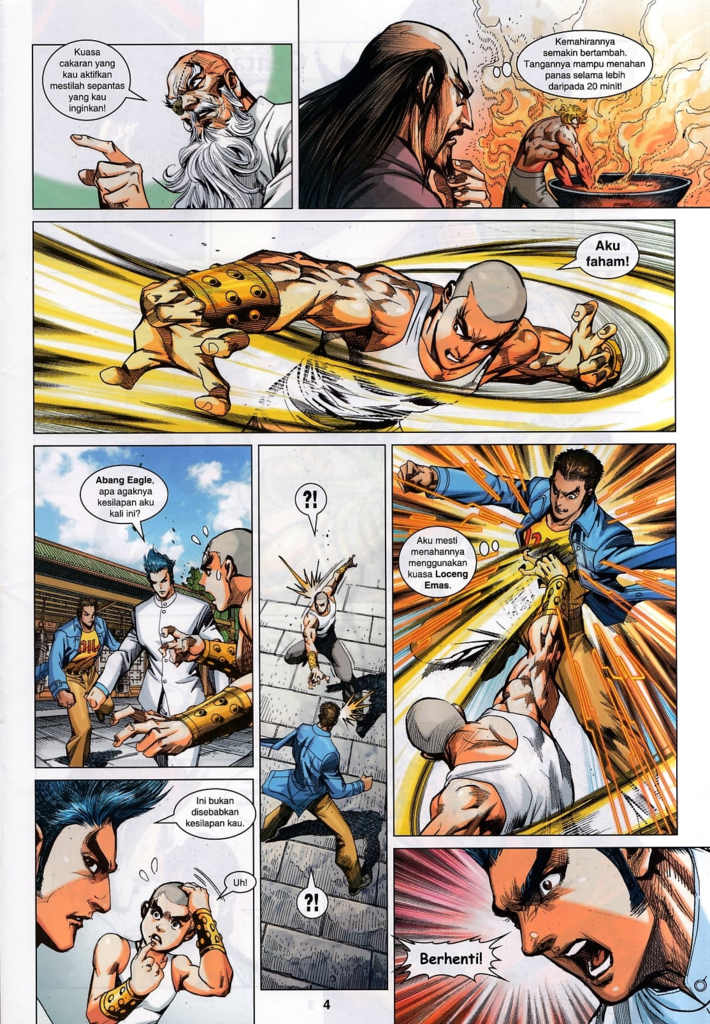 Kemahirannya
semakin bertambah.
Tangannya mampu menahan
panas selama lebih
daripada 20 minit!
Kuasa
cakaran yang
kau aktifkan
mestilah sepantas
yang kau
inginkan!
Aku
faham!
Aku mesti
menahannya
menggunakan
kuasa Loceng
Emas.
Berhenti!
?!
?!
Abang Eagle,
apa agaknya
kesilapan aku
kali ini?
Ini bukan
disebabkan
kesilapan kau.
Uh!
4